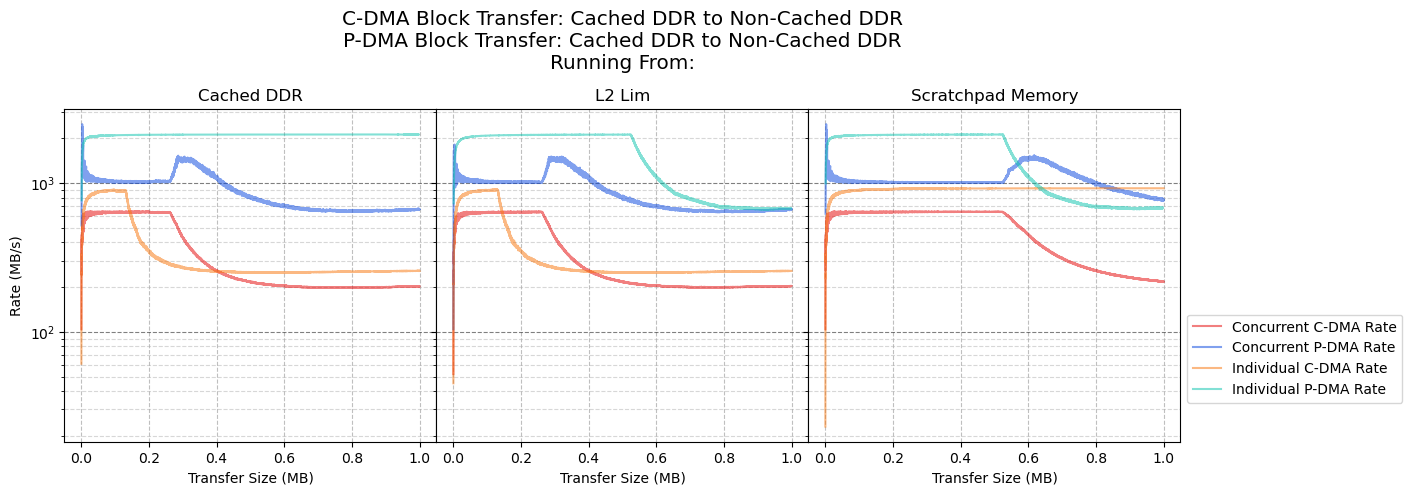 C-DMA Block Transfer: Cached DDR to Non-Cached DDR
P-DMA Block Transfer: Cached DDR to Non-Cached DDR
Running From:
Cached DDR
L2 Lim
Scratchpad Memory
Rate (MB/s)
10³
10²
0.0 0.2 0.4 0.6 0.8 1.0
0.0 0.2 0.4 0.6 0.8 1.0
0.0 0.2 0.4 0.6 0.8 1.0
Transfer Size (MB)
Transfer Size (MB)
Transfer Size (MB)
Concurrent C-DMA Rate
Concurrent P-DMA Rate
Individual C-DMA Rate
Individual P-DMA Rate